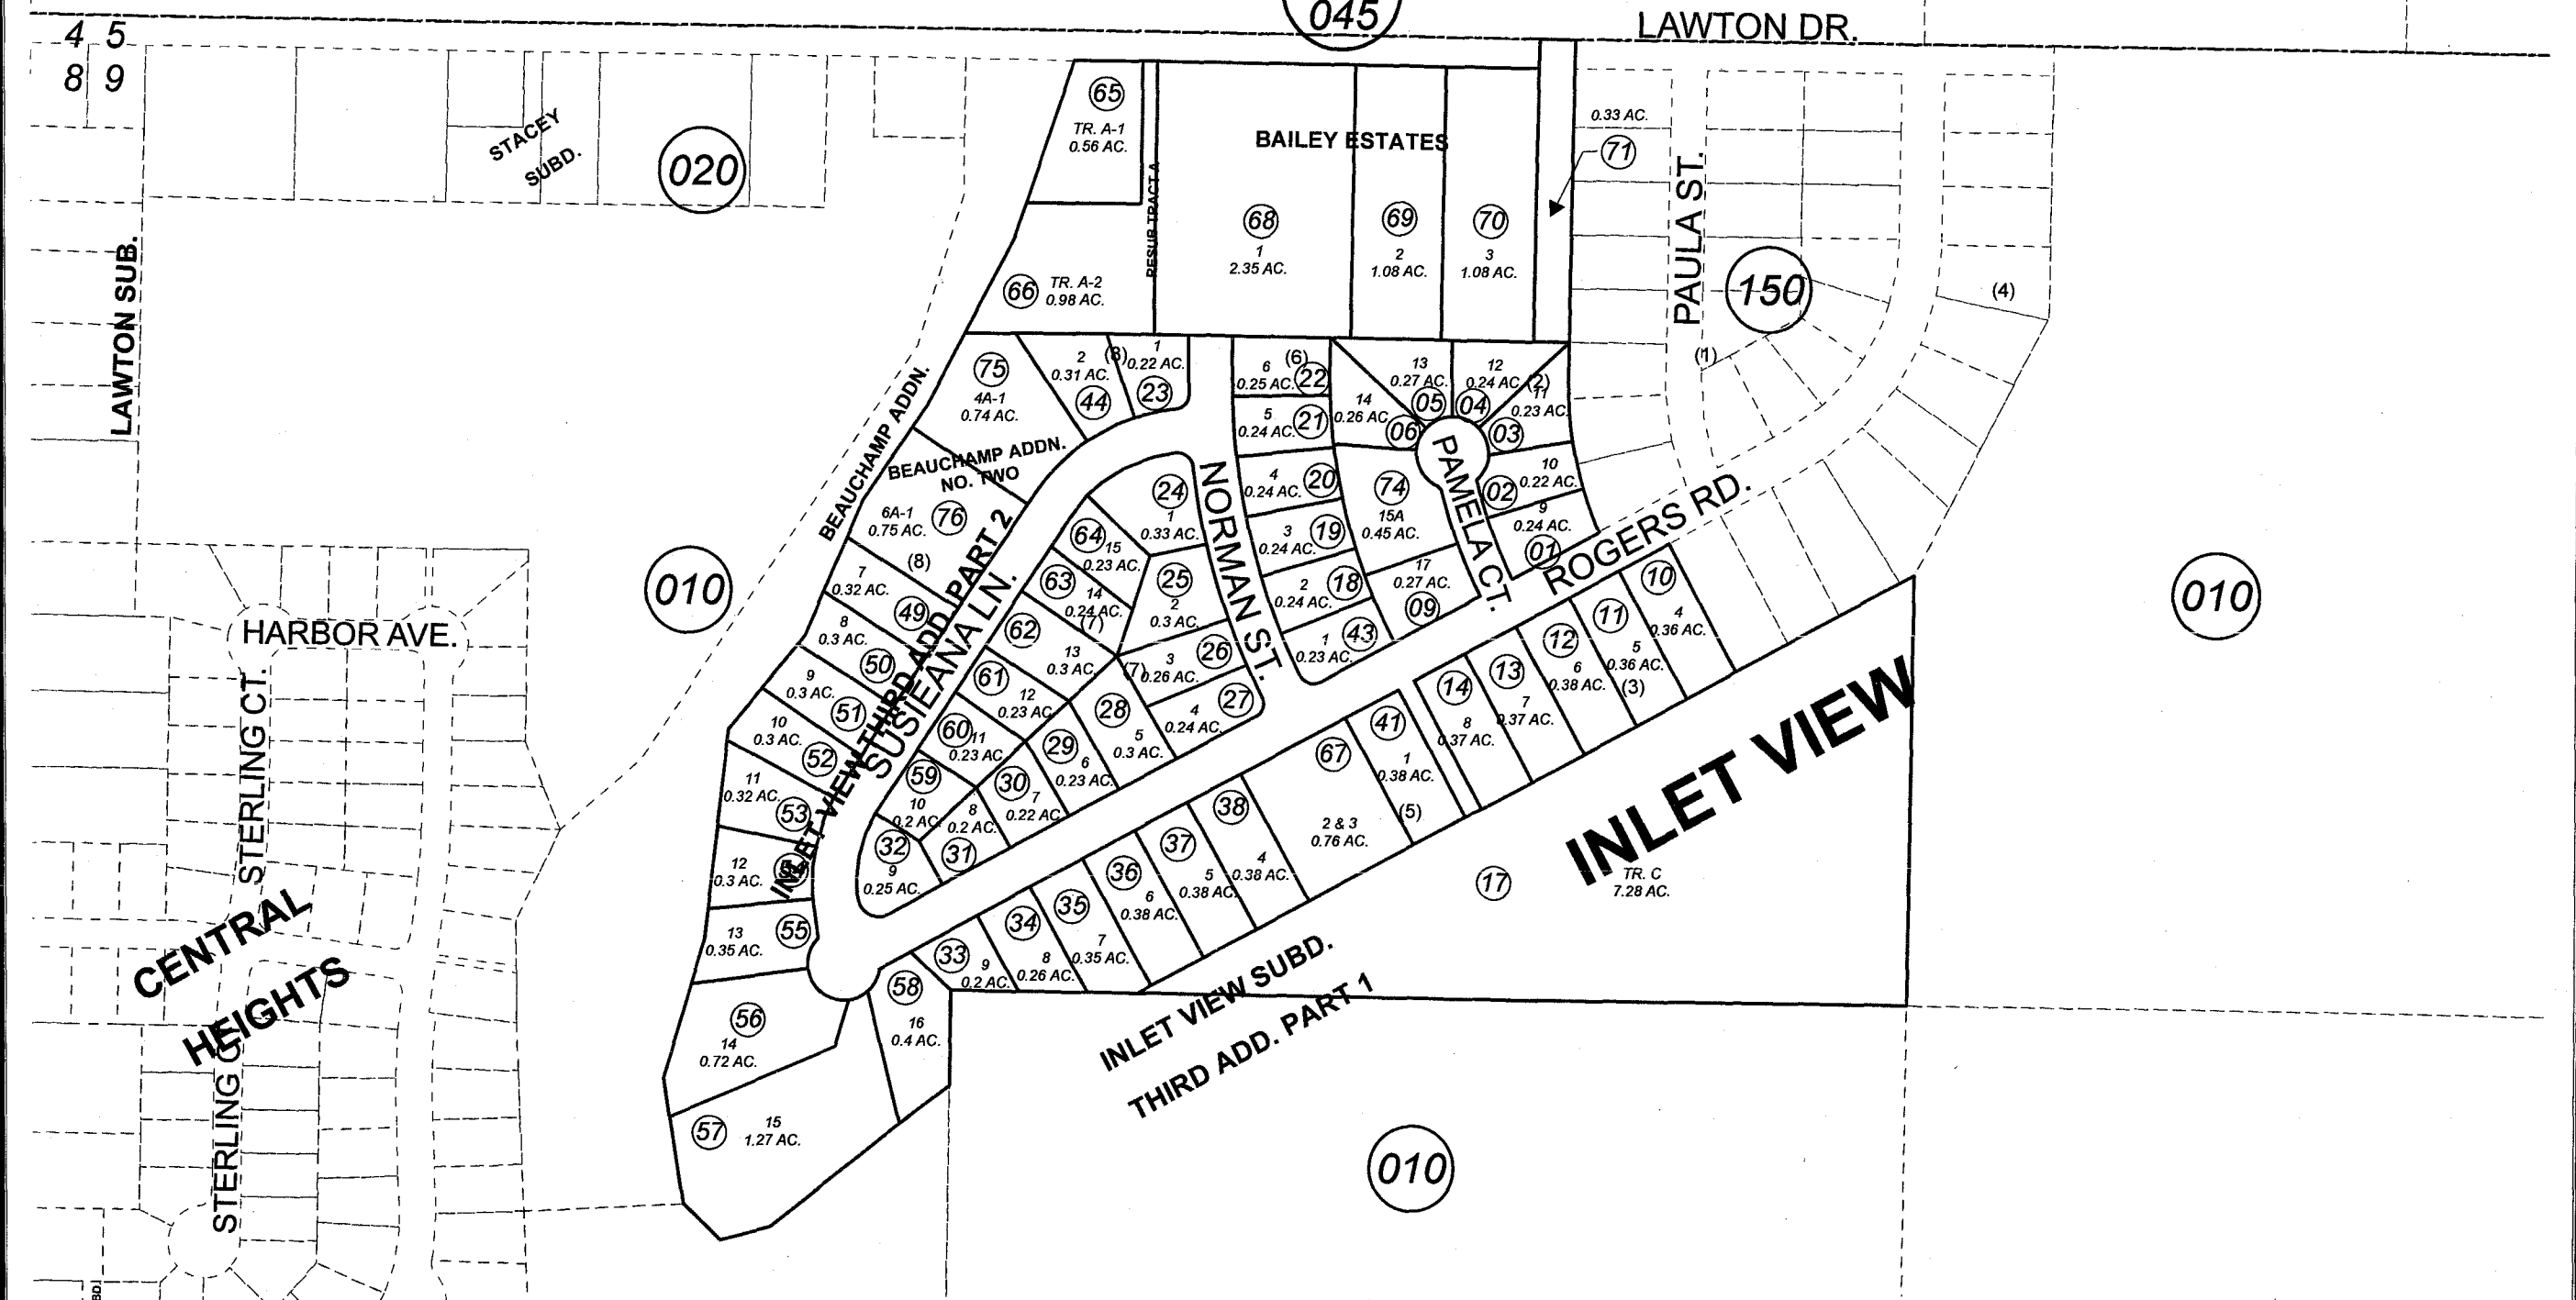 045
LAWTON DR.
4 5
8 9
STACEY
SUBD.
020
LAWTON SUB.
65
TR. A-1
0.56 AC.
RESUB TRACT A
BAILEY ESTATES
68
1
2.35 AC.
69
2
1.08 AC.
70
3
1.08 AC.
0.33 AC.
71
PAULA ST.
150
(4)
(1)
66
TR. A-2
0.98 AC.
BEAUCHAMP ADDN.
75
4A-1
0.74 AC.
2
0.31 AC.
44
(8)
1
0.22 AC.
23
BEAUCHAMP ADDN.
NO. TWO
6A-1
0.75 AC.
76
(8)
6
0.25 AC.
(6)
22
5
0.24 AC.
21
4
0.24 AC.
20
3
0.24 AC.
19
2
0.24 AC.
18
1
0.23 AC.
43
13
0.27 AC.
05
12
0.24 AC.
04
(2)
11
0.23 AC.
03
14
0.26 AC.
06
10
0.22 AC.
02
9
0.24 AC.
01
74
15A
0.45 AC.
17
0.27 AC.
09
PAMELA CT.
NORMAN ST.
ROGERS RD.
24
1
0.33 AC.
25
2
0.3 AC.
3
0.26 AC.
26
(7)
4
0.24 AC.
27
28
5
0.3 AC.
29
6
0.23 AC.
30
7
0.22 AC.
8
0.2 AC.
31
32
9
0.25 AC.
64
15
0.23 AC.
63
14
0.24 AC.
(7)
62
13
0.3 AC.
61
12
0.23 AC.
60
11
0.23 AC.
59
10
0.2 AC.
INLET VIEW THIRD ADD. PART 2
SUSIEANA LN.
7
0.32 AC.
49
8
0.3 AC.
50
9
0.3 AC.
51
10
0.3 AC.
52
11
0.32 AC.
53
12
0.3 AC.
13
0.35 AC.
55
56
14
0.72 AC.
57
15
1.27 AC.
58
16
0.4 AC.
33
9
0.2 AC.
34
8
0.26 AC.
35
7
0.35 AC.
36
6
0.38 AC.
37
5
0.38 AC.
38
4
0.38 AC.
67
2 & 3
0.76 AC.
41
1
0.38 AC.
(5)
14
8
0.37 AC.
13
7
0.37 AC.
12
6
0.38 AC.
11
5
0.36 AC.
(3)
10
4
0.36 AC.
INLET VIEW
17
TR. C
7.28 AC.
INLET VIEW SUBD.
THIRD ADD. PART 1
010
010
010
HARBOR AVE.
STERLING CT.
CENTRAL
HEIGHTS
STERLING